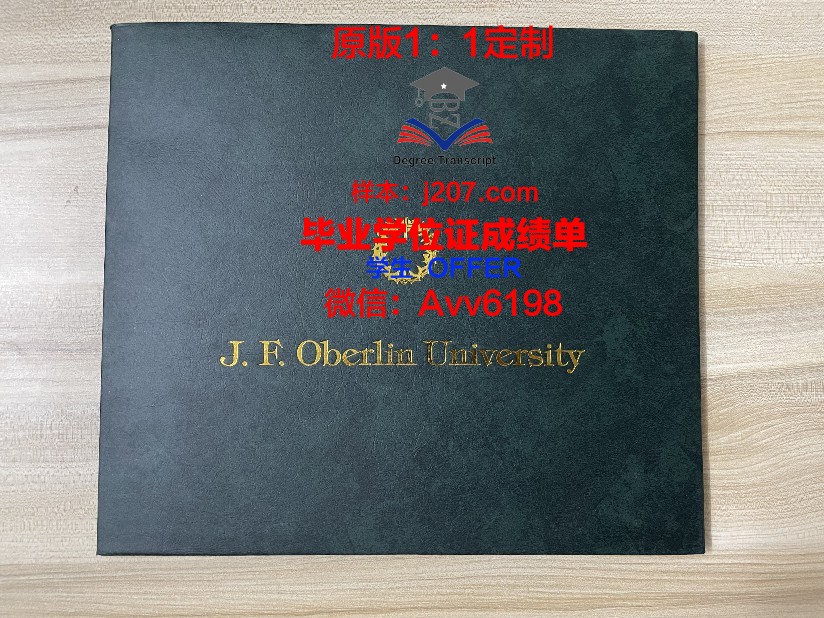 原版1：1定制
BZ
Degree Transcript
样本：j207.com
毕业学位证成绩单
学生 OFFER
微信：Avv6198
J. F. Oberlin University